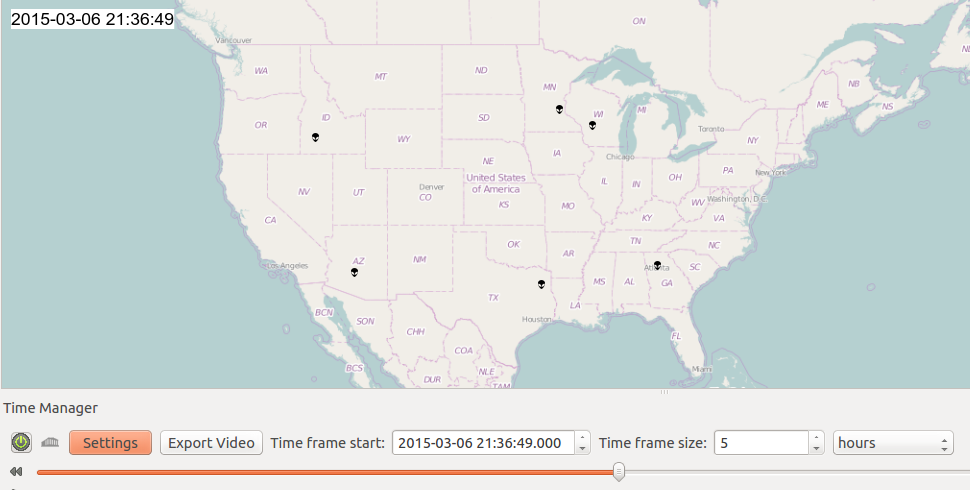 2015-03-06 21:36:49
ON
Vancouver
NL
WA
MT
ND
MN
NB
ME
NS
OR
ID
SD
WI
MI
Toronto
NY
WY
IA
Chicago
NE
PA
New York
NV
UT
Denver
CO
United States
of America
IL
IN
OH
WV
Washington, D.C.
KS
MO
KY
VA
CA
TN
NC
OK
AR
Los Angeles
AZ
NM
Atlanta
SC
MS
AL
GA
TX
LA
Houston
BCN
SON
CHH
FL
COA
BCS
DUR
NLE
TAM
Miami
Time Manager
Settings
Export Video
Time frame start:
2015-03-06 21:36:49.000
Time frame size:
5
hours